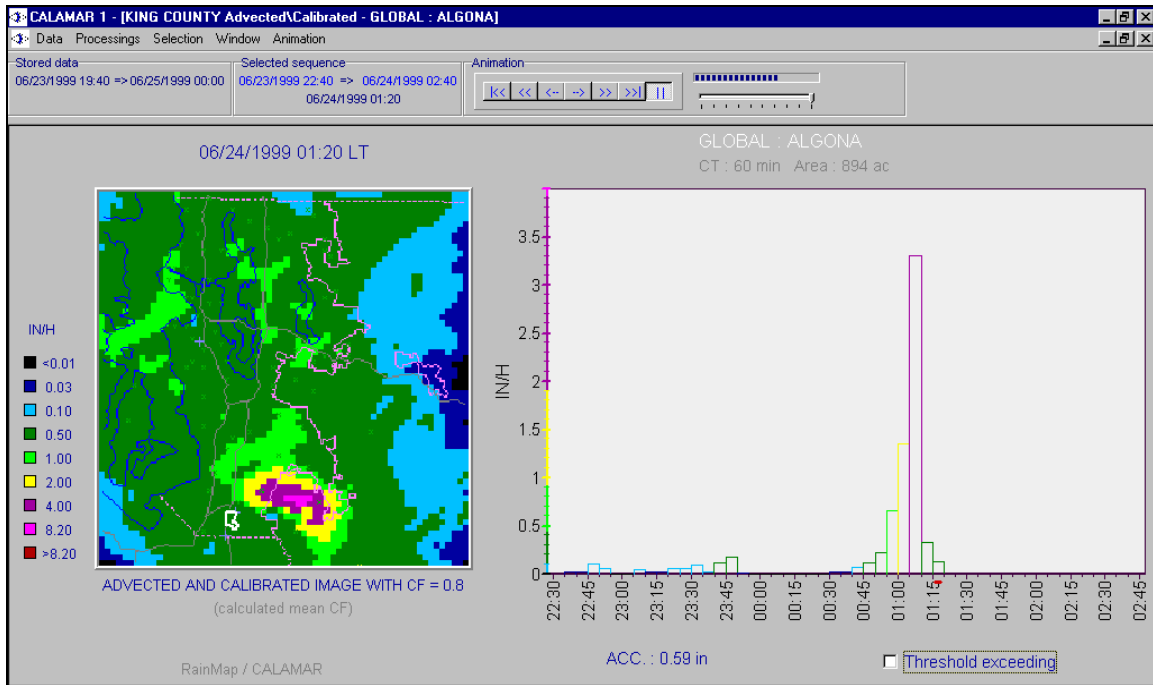 CALAMAR 1 - [KING COUNTY Advected\Calibrated - GLOBAL : ALGONA]
Data Processings Selection Window Animation
Stored data
06/23/1999 19:40 => 06/25/1999 00:00
Selected sequence
06/23/1999 22:40 => 06/24/1999 02:40
06/24/1999 01:20
Animation
|<< << <-- --> >> >>| ||
06/24/1999 01:20 LT
GLOBAL : ALGONA
CT : 60 min Area : 894 ac
IN/H
<0.01
0.03
0.10
0.50
1.00
2.00
4.00
8.20
>8.20
ADVECTED AND CALIBRATED IMAGE WITH CF = 0.8
(calculated mean CF)
RainMap / CALAMAR
IN/H
3.5
3
2.5
2
1.5
1
0.5
0
22:30 22:45 23:00 23:15 23:30 23:45 00:00 00:15 00:30 00:45 01:00 01:15 01:30 01:45 02:00 02:15 02:30 02:45
ACC. : 0.59 in
Threshold exceeding